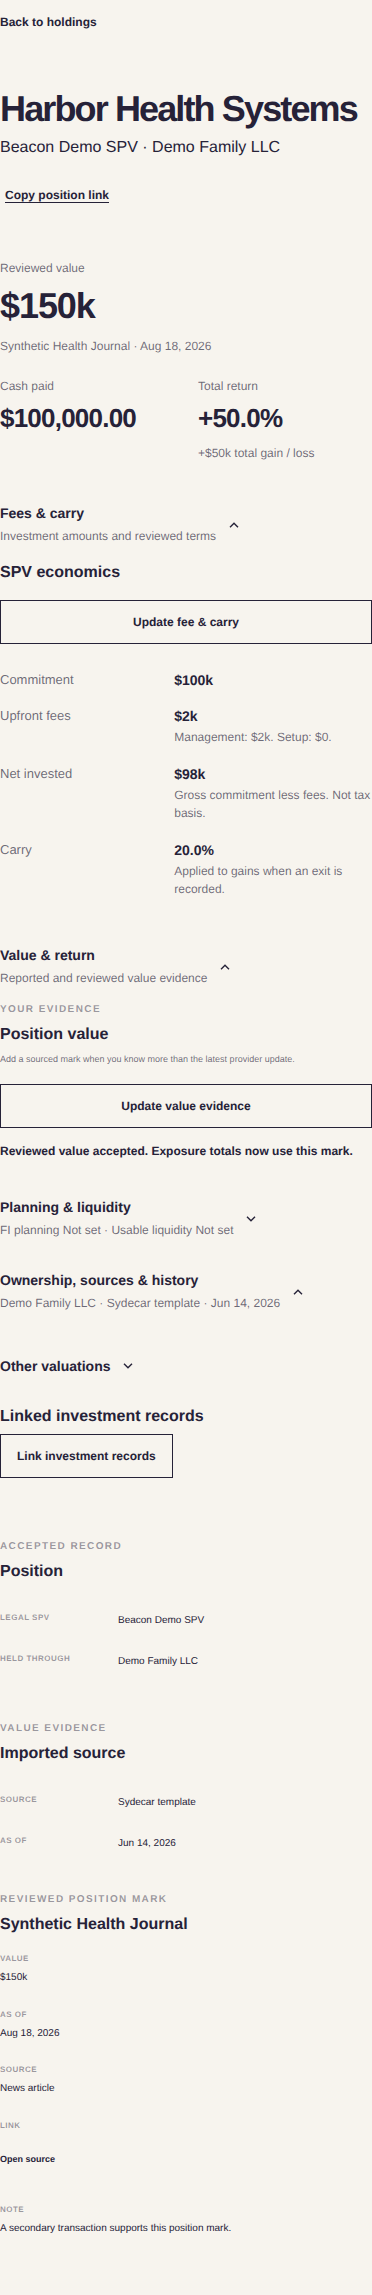 Back to holdings
Harbor Health Systems
Beacon Demo SPV · Demo Family LLC
Copy position link
Reviewed value
$150k
Synthetic Health Journal · Aug 18, 2026
Cash paid
$100,000.00
Total return
+50.0%
+$50k total gain / loss
Fees & carry
Investment amounts and reviewed terms
SPV economics
Update fee & carry
Commitment
$100k
Upfront fees
$2k
Management: $2k. Setup: $0.
Net invested
$98k
Gross commitment less fees. Not tax
basis.
Carry
20.0%
Applied to gains when an exit is
recorded.
Value & return
Reported and reviewed value evidence
YOUR EVIDENCE
Position value
Add a sourced mark when you know more than the latest provider update.
Update value evidence
Reviewed value accepted. Exposure totals now use this mark.
Planning & liquidity
FI planning Not set · Usable liquidity Not set
Ownership, sources & history
Demo Family LLC · Sydecar template · Jun 14, 2026
Other valuations
Linked investment records
Link investment records
ACCEPTED RECORD
Position
LEGAL SPV
Beacon Demo SPV
HELD THROUGH
Demo Family LLC
VALUE EVIDENCE
Imported source
SOURCE
Sydecar template
AS OF
Jun 14, 2026
REVIEWED POSITION MARK
Synthetic Health Journal
VALUE
$150k
AS OF
Aug 18, 2026
SOURCE
News article
LINK
Open source
NOTE
A secondary transaction supports this position mark.